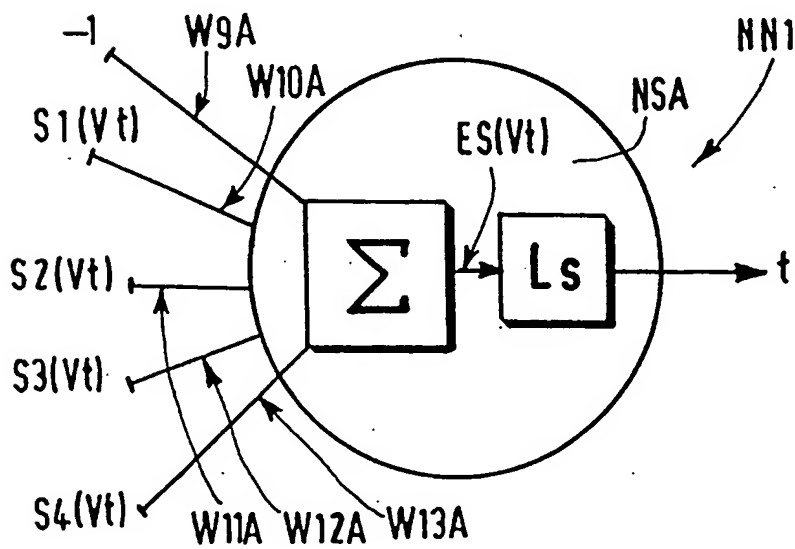 -1
W9A
NN1
W10A
S1(Vt)
NSA
ES(Vt)
Σ
Ls
t
S2(Vt)
S3(Vt)
S4(Vt)
W11A
W12A
W13A